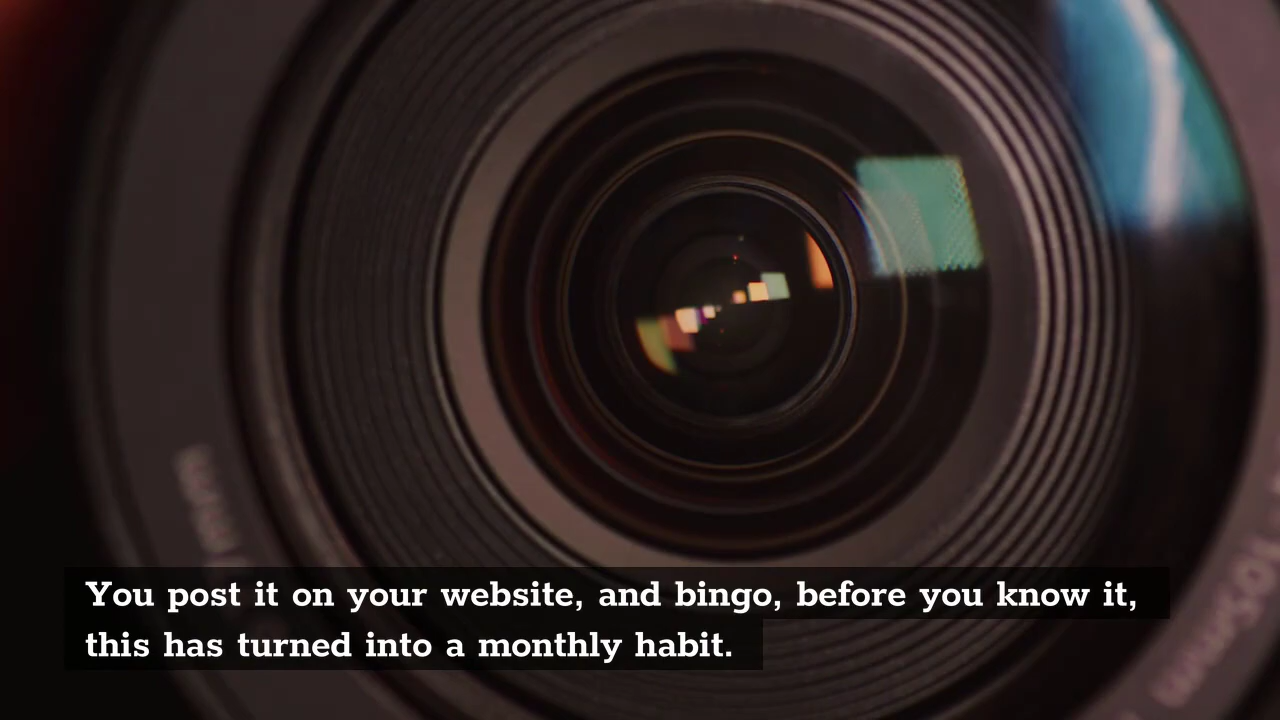 You post it on your website, and bingo, before you know it,
this has turned into a monthly habit.